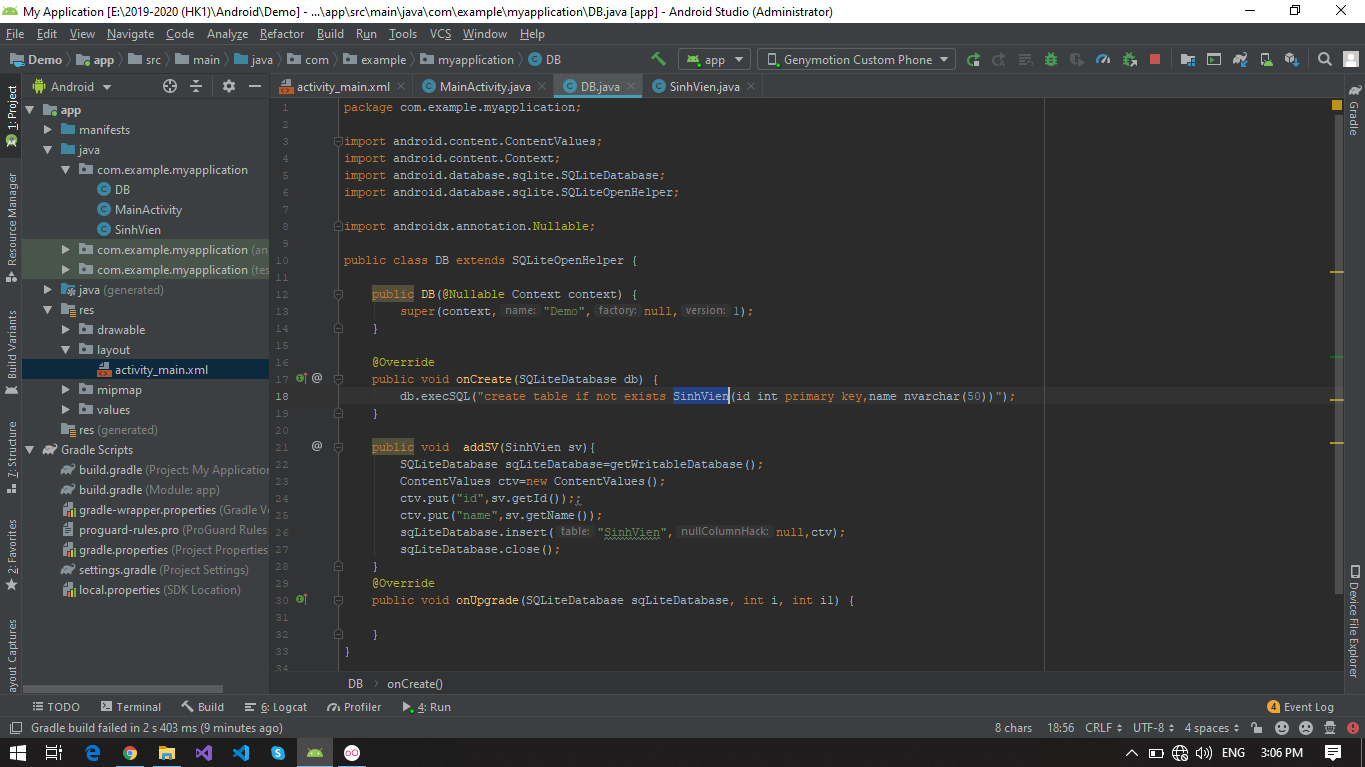 My Application [E:\2019-2020 (HK1)\Android\Demo] - ...\app\src\main\java\com\example\myapplication\DB.java [app] - Android Studio (Administrator)
File Edit View Navigate Code Analyze Refactor Build Run Tools VCS Window Help
Demo app src main java com example myapplication DB app Genymotion Custom Phone
Android activity_main.xml MainActivity.java DB.java SinhVien.java
1: Project
Resource Manager
Build Variants
7: Structure
2: Favorites
ayout Captures
app
manifests
java
com.example.myapplication
DB
MainActivity
SinhVien
com.example.myapplication (an
com.example.myapplication (tes
java (generated)
res
drawable
layout
activity_main.xml
mipmap
values
res (generated)
Gradle Scripts
build.gradle (Project: My Application
build.gradle (Module: app)
gradle-wrapper.properties (Gradle Ve
proguard-rules.pro (ProGuard Rules
gradle.properties (Project Properties
settings.gradle (Project Settings)
local.properties (SDK Location)
1 package com.example.myapplication;
2
3 import android.content.ContentValues;
4 import android.content.Context;
5 import android.database.sqlite.SQLiteDatabase;
6 import android.database.sqlite.SQLiteOpenHelper;
7
8 import androidx.annotation.Nullable;
9
10 public class DB extends SQLiteOpenHelper {
11
12 public DB(@Nullable Context context) {
13 super(context, name: "Demo", factory: null, version: 1);
14 }
15
16 @Override
17 public void onCreate(SQLiteDatabase db) {
18 db.execSQL("create table if not exists SinhVien(id int primary key,name nvarchar(50))");
19 }
20
21 public void  addSV(SinhVien sv){
22 SQLiteDatabase sqLiteDatabase=getWritableDatabase();
23 ContentValues ctv=new ContentValues();
24 ctv.put("id",sv.getId());;
25 ctv.put("name",sv.getName());
26 sqLiteDatabase.insert( table: "SinhVien", nullColumnHack: null,ctv);
27 sqLiteDatabase.close();
28 }
29 @Override
30 public void onUpgrade(SQLiteDatabase sqLiteDatabase, int i, int i1) {
31
32 }
33 }
34
Gradle
Device File Explorer
DB onCreate()
TODO Terminal Build 6: Logcat Profiler 4: Run 4 Event Log
Gradle build failed in 2 s 403 ms (9 minutes ago) 8 chars 18:56 CRLF UTF-8 4 spaces
ENG 3:06 PM